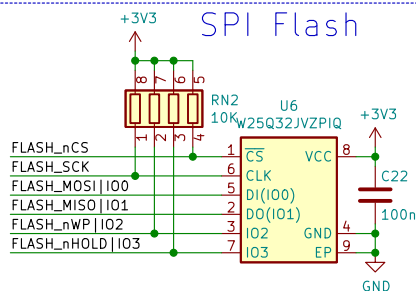 SPI Flash
+3V3
8 7 6 5
RN2
10K
1 2 3 4
U6
W25Q32JVZPIQ
+3V3
FLASH_nCS
1
CS
VCC
8
FLASH_SCK
6
CLK
C22
FLASH_MOSI|IO0
5
DI(IO0)
FLASH_MISO|IO1
2
DO(IO1)
100n
FLASH_nWP|IO2
3
IO2
GND
4
FLASH_nHOLD|IO3
7
IO3
EP
9
GND